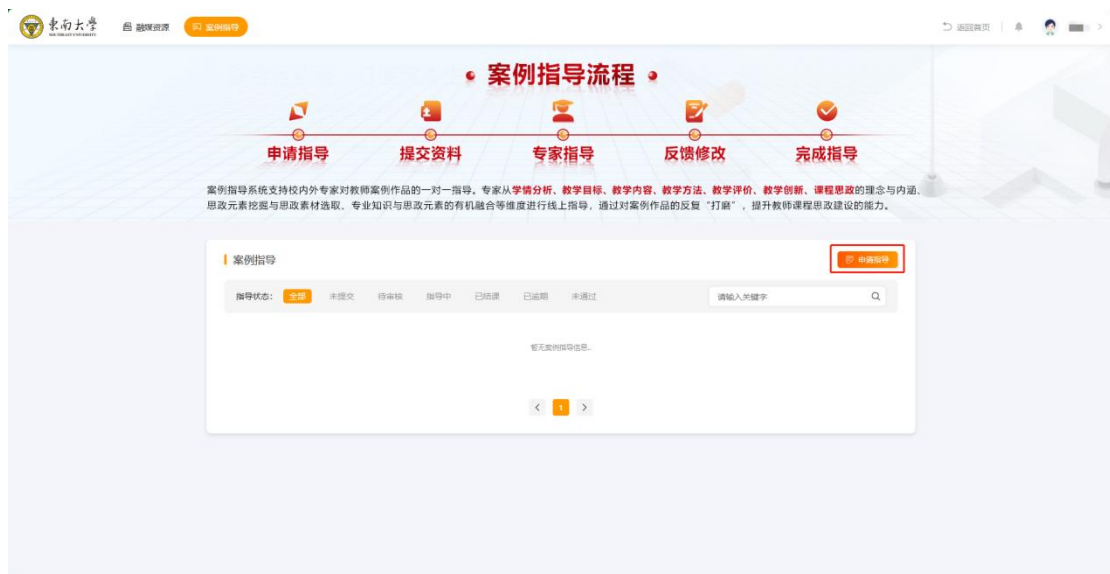 東南大學
SOUTHEAST UNIVERSITY
融媒资源
案例指导
返回首页
案例指导流程
申请指导
提交资料
专家指导
反馈修改
完成指导
案例指导系统支持校内外专家对教师案例作品的一对一指导。专家从学情分析、教学目标、教学内容、教学方法、教学评价、教学创新、课程思政的理念与内涵、
思政元素挖掘与思政素材选取、专业知识与思政元素的有机融合等维度进行线上指导，通过对案例作品的反复“打磨”，提升教师课程思政建设的能力。
案例指导
申请指导
指导状态： 全部 未提交 待审核 指导中 已结课 已逾期 未通过 请输入关键字
暂无案例指导信息..
1